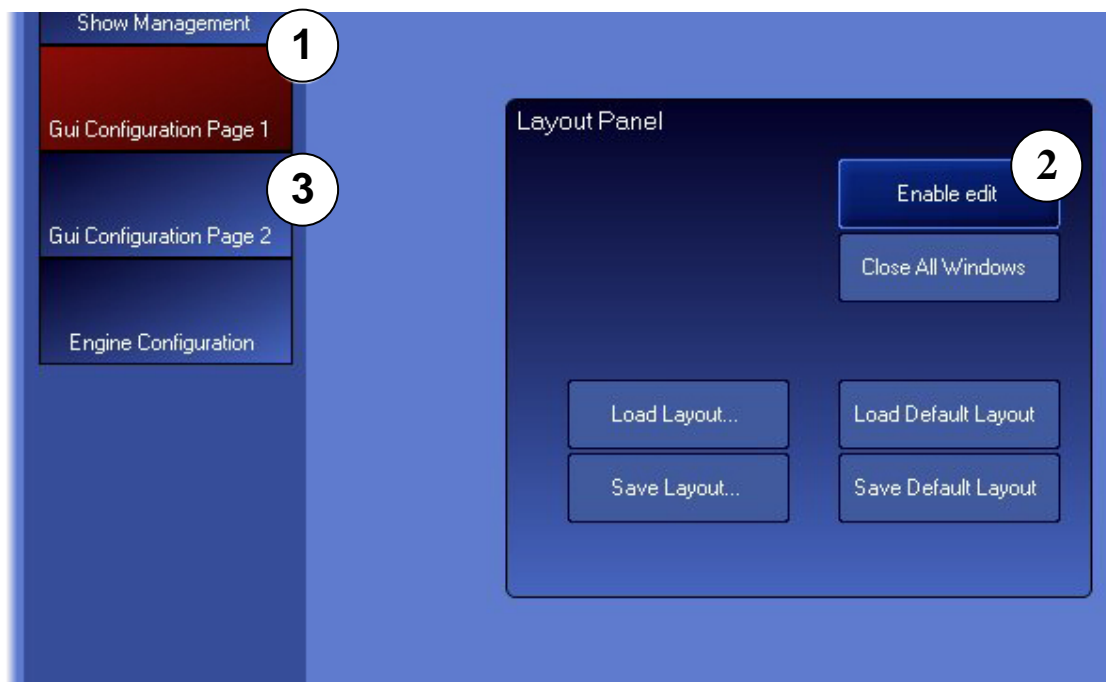 Show Management
1
Gui Configuration Page 1
3
Gui Configuration Page 2
Engine Configuration
Layout Panel
2
Enable edit
Close All Windows
Load Layout...
Load Default Layout
Save Layout...
Save Default Layout